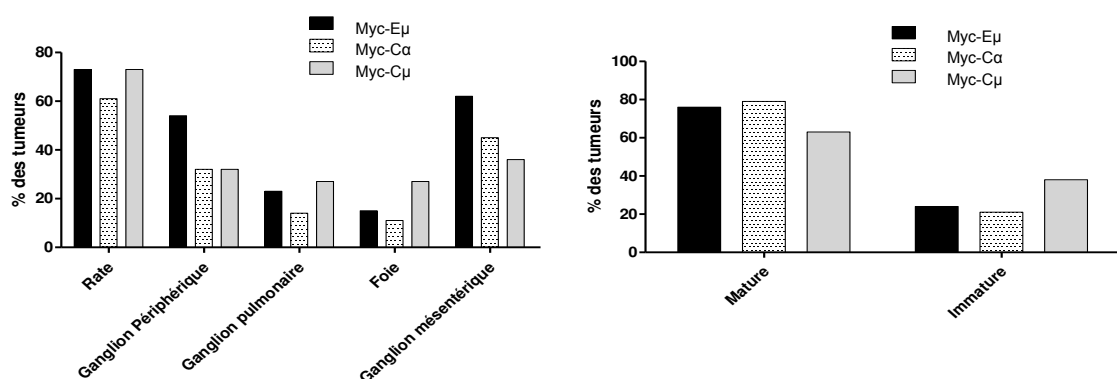 Myc-Eµ
Myc-Cα
Myc-Cµ
80
60
40
20
0
% des tumeurs
Rate
Ganglion Périphérique
Ganglion pulmonaire
Foie
Ganglion mésentérique
Myc-Eµ
Myc-Cα
Myc-Cµ
100
80
60
40
20
0
% des tumeurs
Mature
Immature